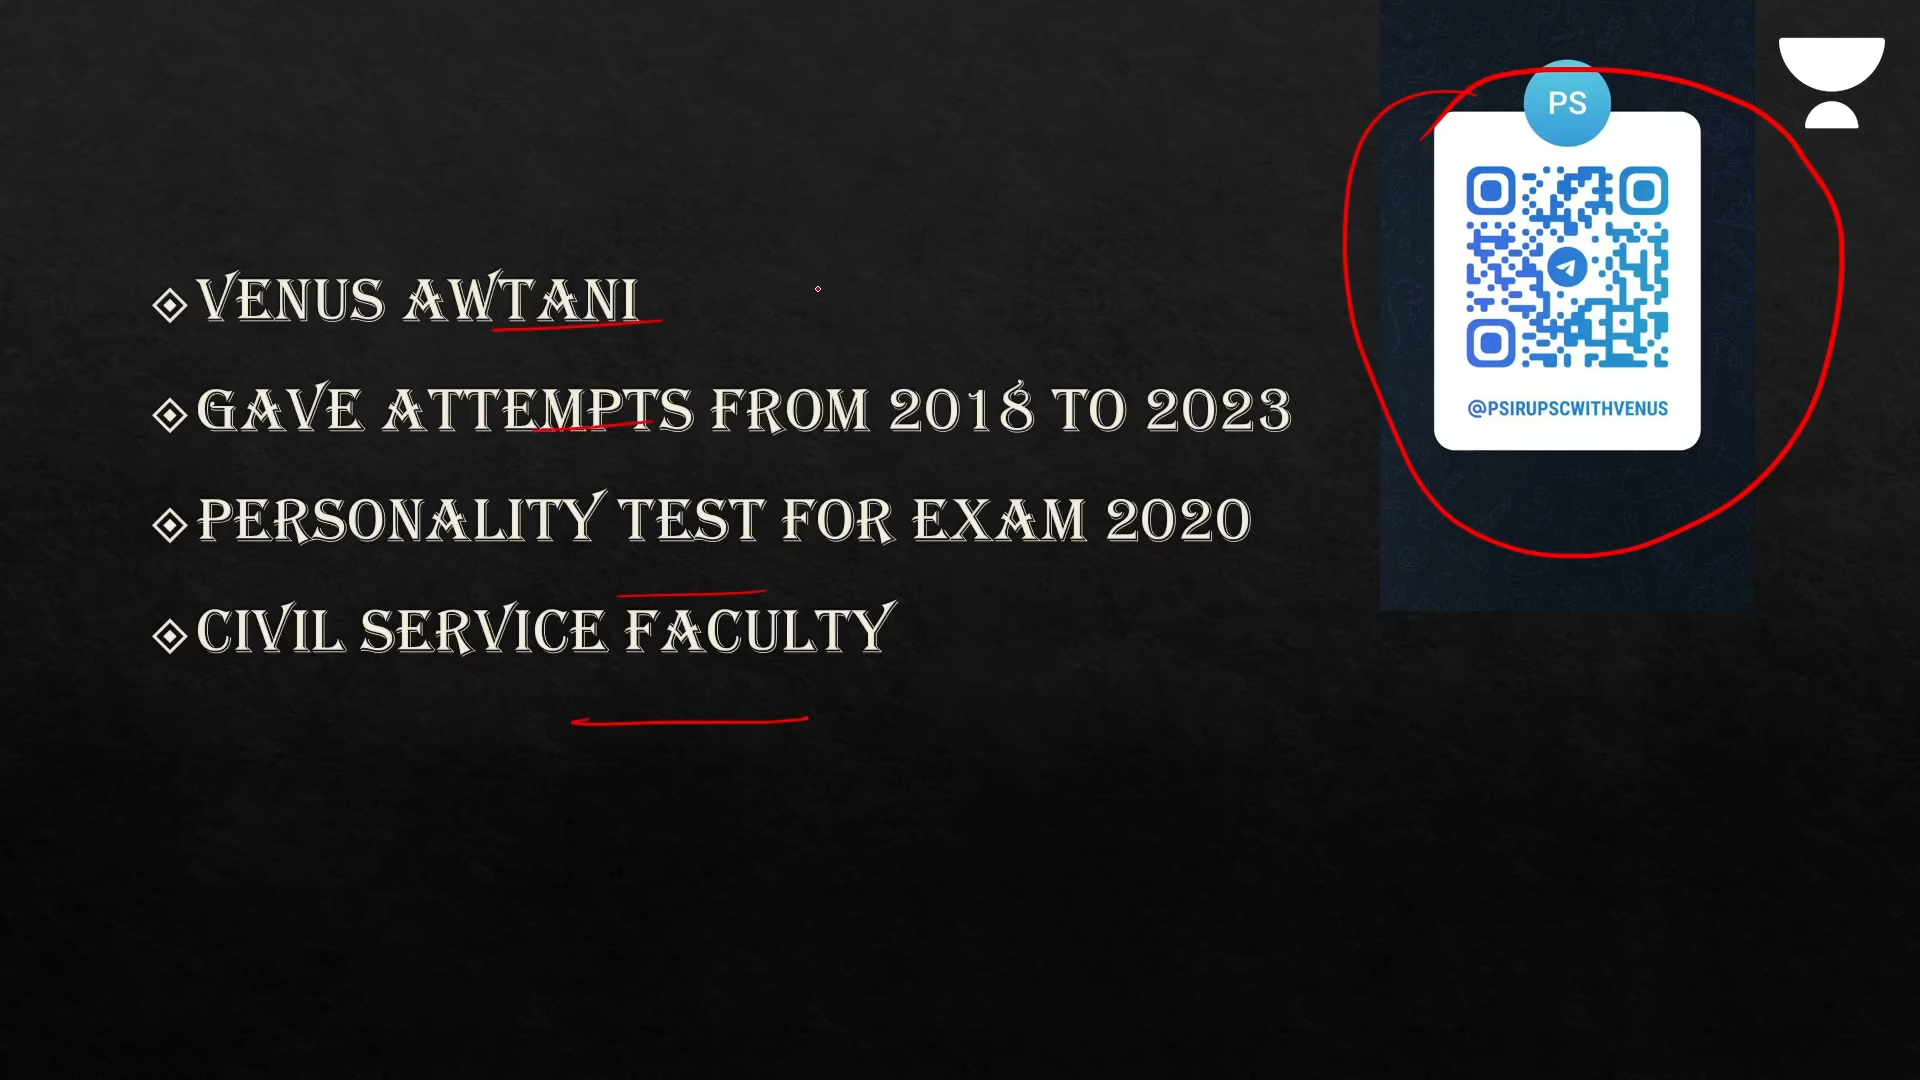 VENUS AWTANI
GAVE ATTEMPTS FROM 2018 TO 2023
PERSONALITY TEST FOR EXAM 2020
CIVIL SERVICE FACULTY
PS
@PSIRUPSCWITHVENUS